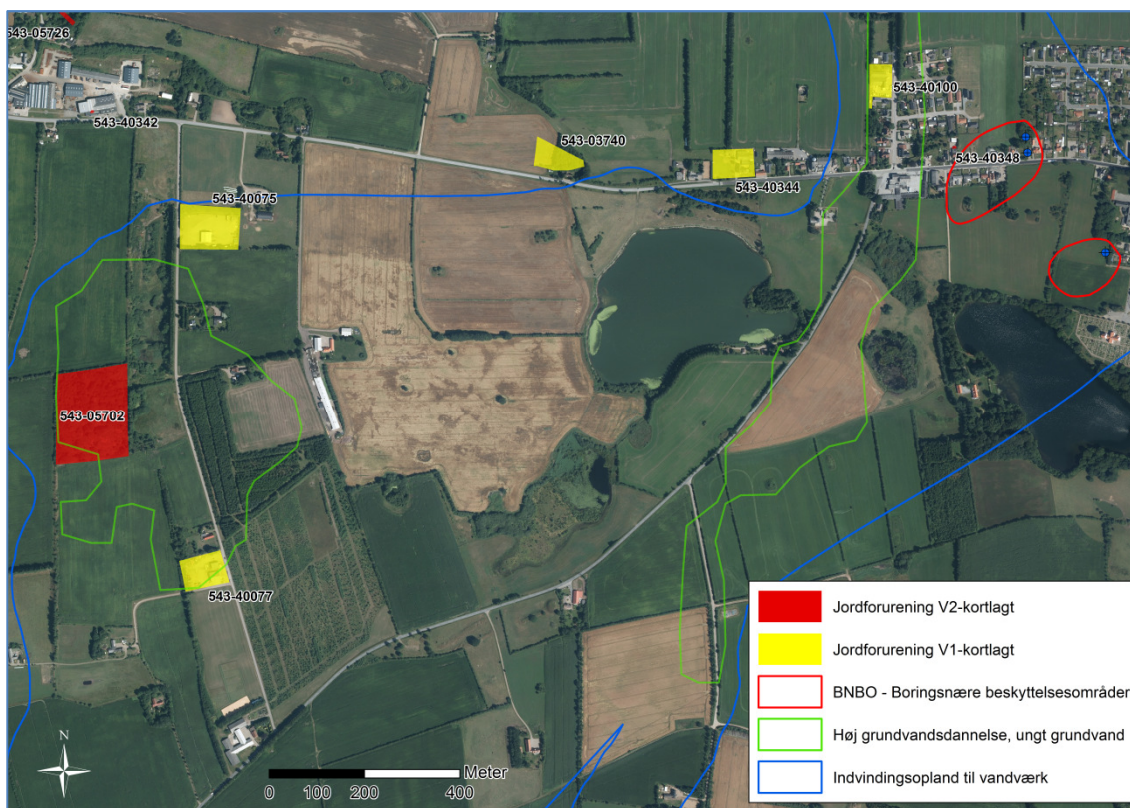 543-05726
543-40342
543-40100
543-03740
543-40348
543-40344
543-40075
543-05702
543-40077
Jordforurening V2-kortlagt
Jordforurening V1-kortlagt
BNBO - Boringsnære beskyttelsesområder
Høj grundvandsdannelse, ungt grundvand
Indvindingsopland til vandværk
N
Meter
0 100 200 400